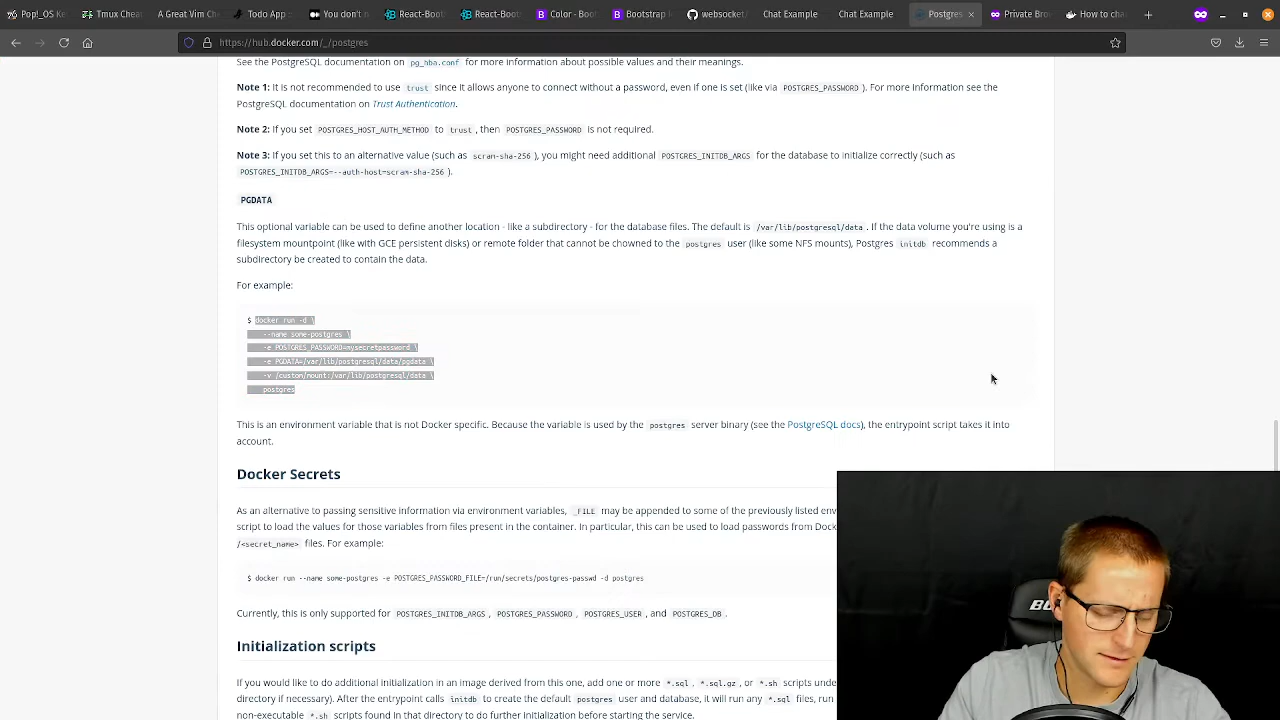 Pop!_OS Ke
Tmux Chea
A Great Vim Ch
Todo App
You don't n
React-Boot
React-Boot
Color · Boo
Bootstrap I
websocket/
Chat Example
Chat Example
Postgres
Private Brow
How to cha
https://hub.docker.com/_/postgres
See the PostgreSQL documentation on pg_hba.conf for more information about possible values and their meanings.
Note 1: It is not recommended to use trust since it allows anyone to connect without a password, even if one is set (like via POSTGRES_PASSWORD ). For more information see the
PostgreSQL documentation on Trust Authentication.
Note 2: If you set POSTGRES_HOST_AUTH_METHOD to trust , then POSTGRES_PASSWORD is not required.
Note 3: If you set this to an alternative value (such as scram-sha-256 ), you might need additional POSTGRES_INITDB_ARGS for the database to initialize correctly (such as
POSTGRES_INITDB_ARGS=--auth-host=scram-sha-256 ).
PGDATA
This optional variable can be used to define another location - like a subdirectory - for the database files. The default is /var/lib/postgresql/data . If the data volume you're using is a
filesystem mountpoint (like with GCE persistent disks) or remote folder that cannot be chowned to the postgres user (like some NFS mounts), Postgres initdb recommends a
subdirectory be created to contain the data.
For example:
$ docker run -d \
--name some-postgres \
-e POSTGRES_PASSWORD=mysecretpassword \
-e PGDATA=/var/lib/postgresql/data/pgdata \
-v /custom/mount:/var/lib/postgresql/data \
postgres
This is an environment variable that is not Docker specific. Because the variable is used by the postgres server binary (see the PostgreSQL docs), the entrypoint script takes it into
account.
Docker Secrets
As an alternative to passing sensitive information via environment variables, _FILE may be appended to some of the previously listed env
script to load the values for those variables from files present in the container. In particular, this can be used to load passwords from Dock
/<secret_name> files. For example:
$ docker run --name some-postgres -e POSTGRES_PASSWORD_FILE=/run/secrets/postgres-passwd -d postgres
Currently, this is only supported for POSTGRES_INITDB_ARGS , POSTGRES_PASSWORD , POSTGRES_USER , and POSTGRES_DB .
Initialization scripts
If you would like to do additional initialization in an image derived from this one, add one or more *.sql , *.sql.gz , or *.sh scripts unde
directory if necessary). After the entrypoint calls initdb to create the default postgres user and database, it will run any *.sql files, run
non-executable *.sh scripts found in that directory to do further initialization before starting the service.